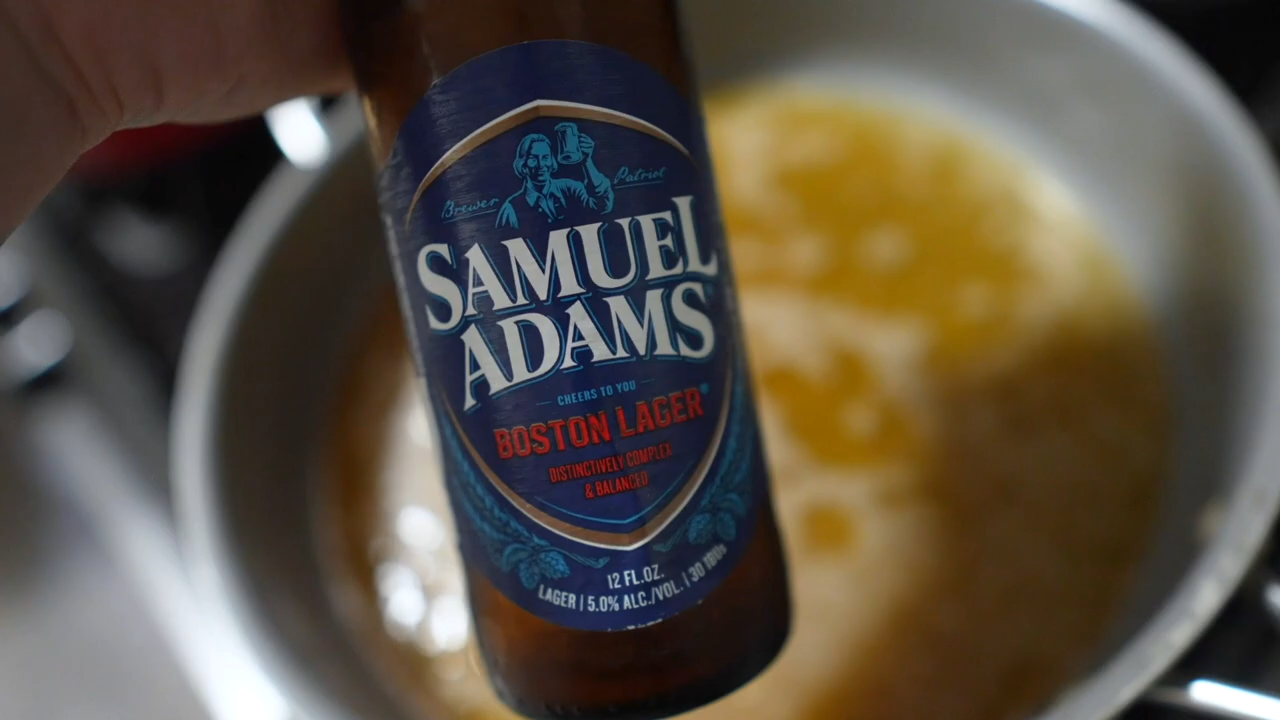 Brewer Patriot
SAMUEL
ADAMS
CHEERS TO YOU
BOSTON LAGER®
DISTINCTIVELY COMPLEX
& BALANCED
12 FL.OZ.
LAGER | 5.0% ALC./VOL. | 30 IBUs